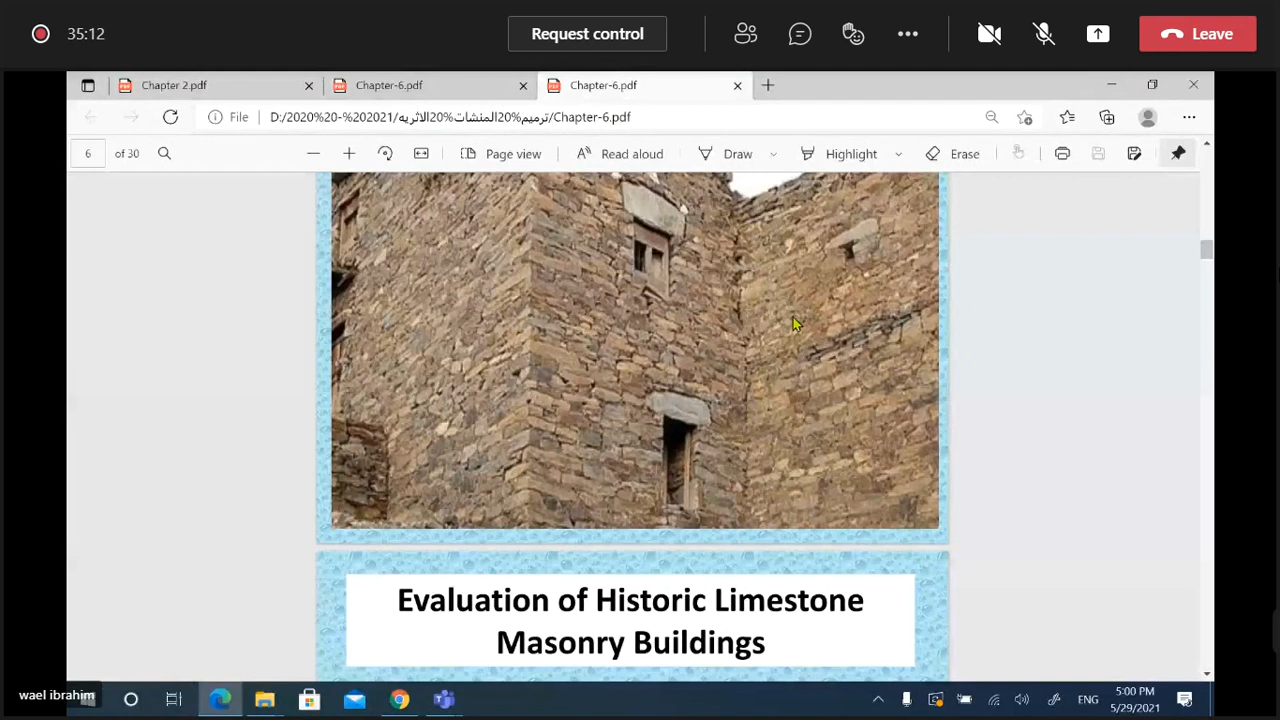 35:12
Request control
Leave
Chapter 2.pdf
Chapter-6.pdf
Chapter-6.pdf
File
D:/2020%20-%202021/ترميم%20المنشات%20الاثريه/Chapter-6.pdf
6 of 30
Page view
Read aloud
Draw
Highlight
Erase
Evaluation of Historic Limestone
Masonry Buildings
wael ibrahim
ENG
5:00 PM
5/29/2021